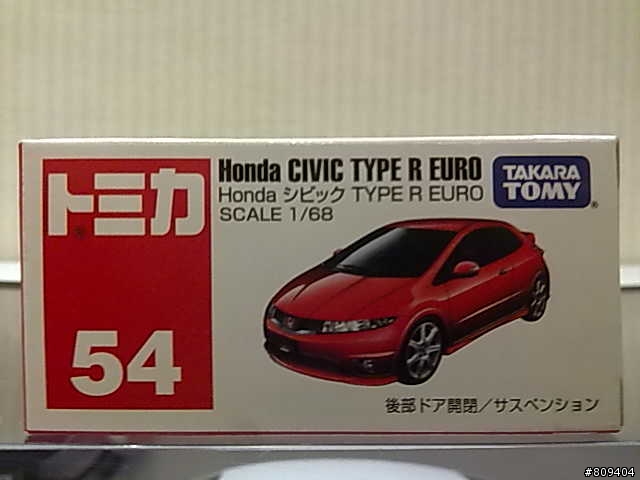 トミカ
54
Honda CIVIC TYPE R EURO
Honda シビック TYPE R EURO
SCALE 1/68
TAKARA
TOMY
後部ドア開閉/サスペンション
#809404